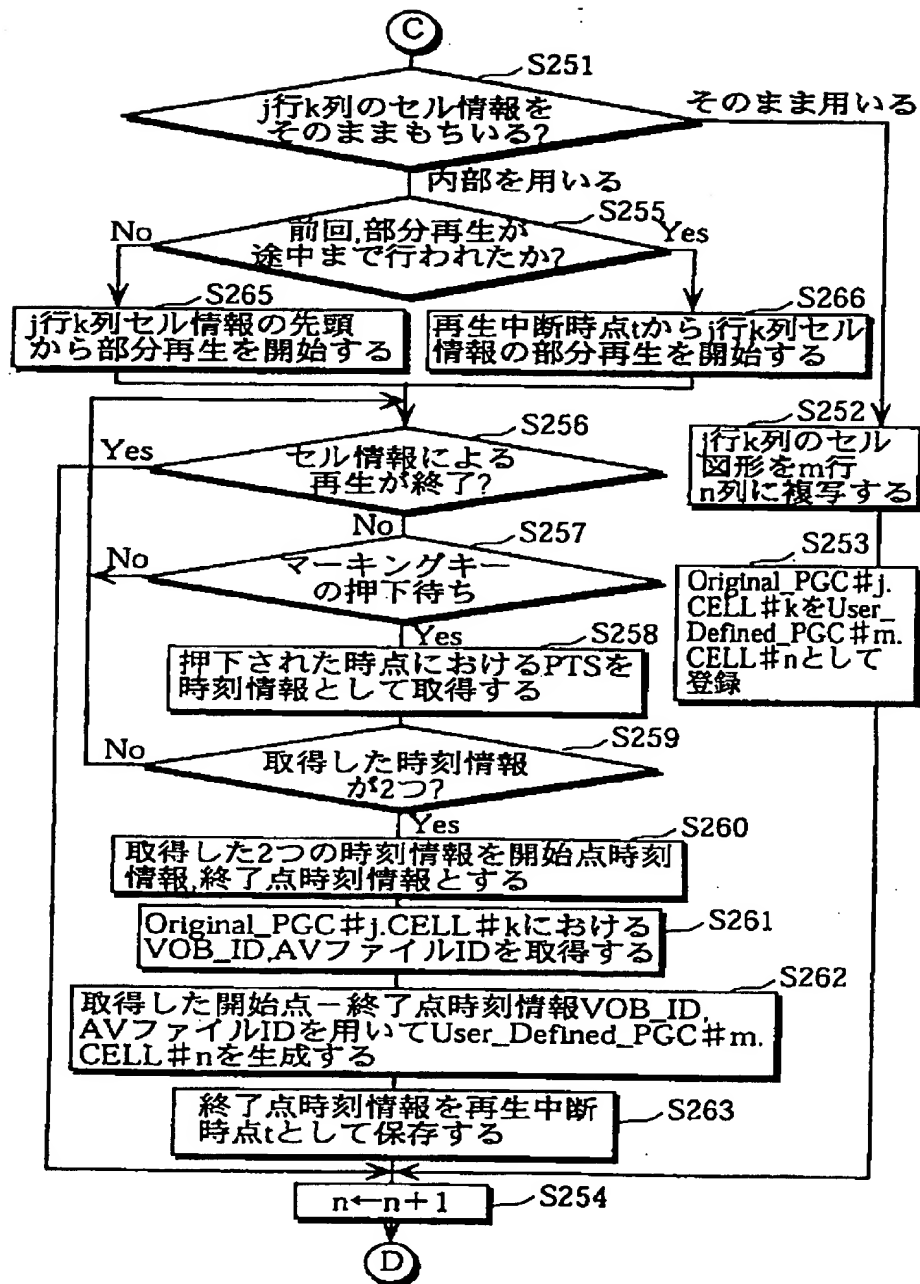 C
S251
j行k列のセル情報を
そのままもちいる?
そのまま用いる
内部を用いる
S255
No
前回,部分再生が
途中まで行われたか?
Yes
S265
j行k列セル情報の先頭
から部分再生を開始する
S266
再生中断時点tからj行k列セル
情報の部分再生を開始する
S256
Yes
セル情報による
再生が終了?
No
S252
j行k列のセル
図形をm行
n列に複写する
S257
No
マーキングキー
の押下待ち
Yes
S253
Original_PGC#j.
CELL#kをUser_
Defined_PGC#m.
CELL#nとして
登録
S258
押下された時点におけるPTSを
時刻情報として取得する
S259
No
取得した時刻情報
が2つ?
Yes
S260
取得した2つの時刻情報を開始点時刻
情報,終了点時刻情報とする
S261
Original_PGC#j.CELL#kにおける
VOB_ID,AVファイルIDを取得する
S262
取得した開始点－終了点時刻情報VOB_ID,
AVファイルIDを用いてUser_Defined_PGC#m.
CELL#nを生成する
S263
終了点時刻情報を再生中断
時点tとして保存する
S254
n←n+1
D